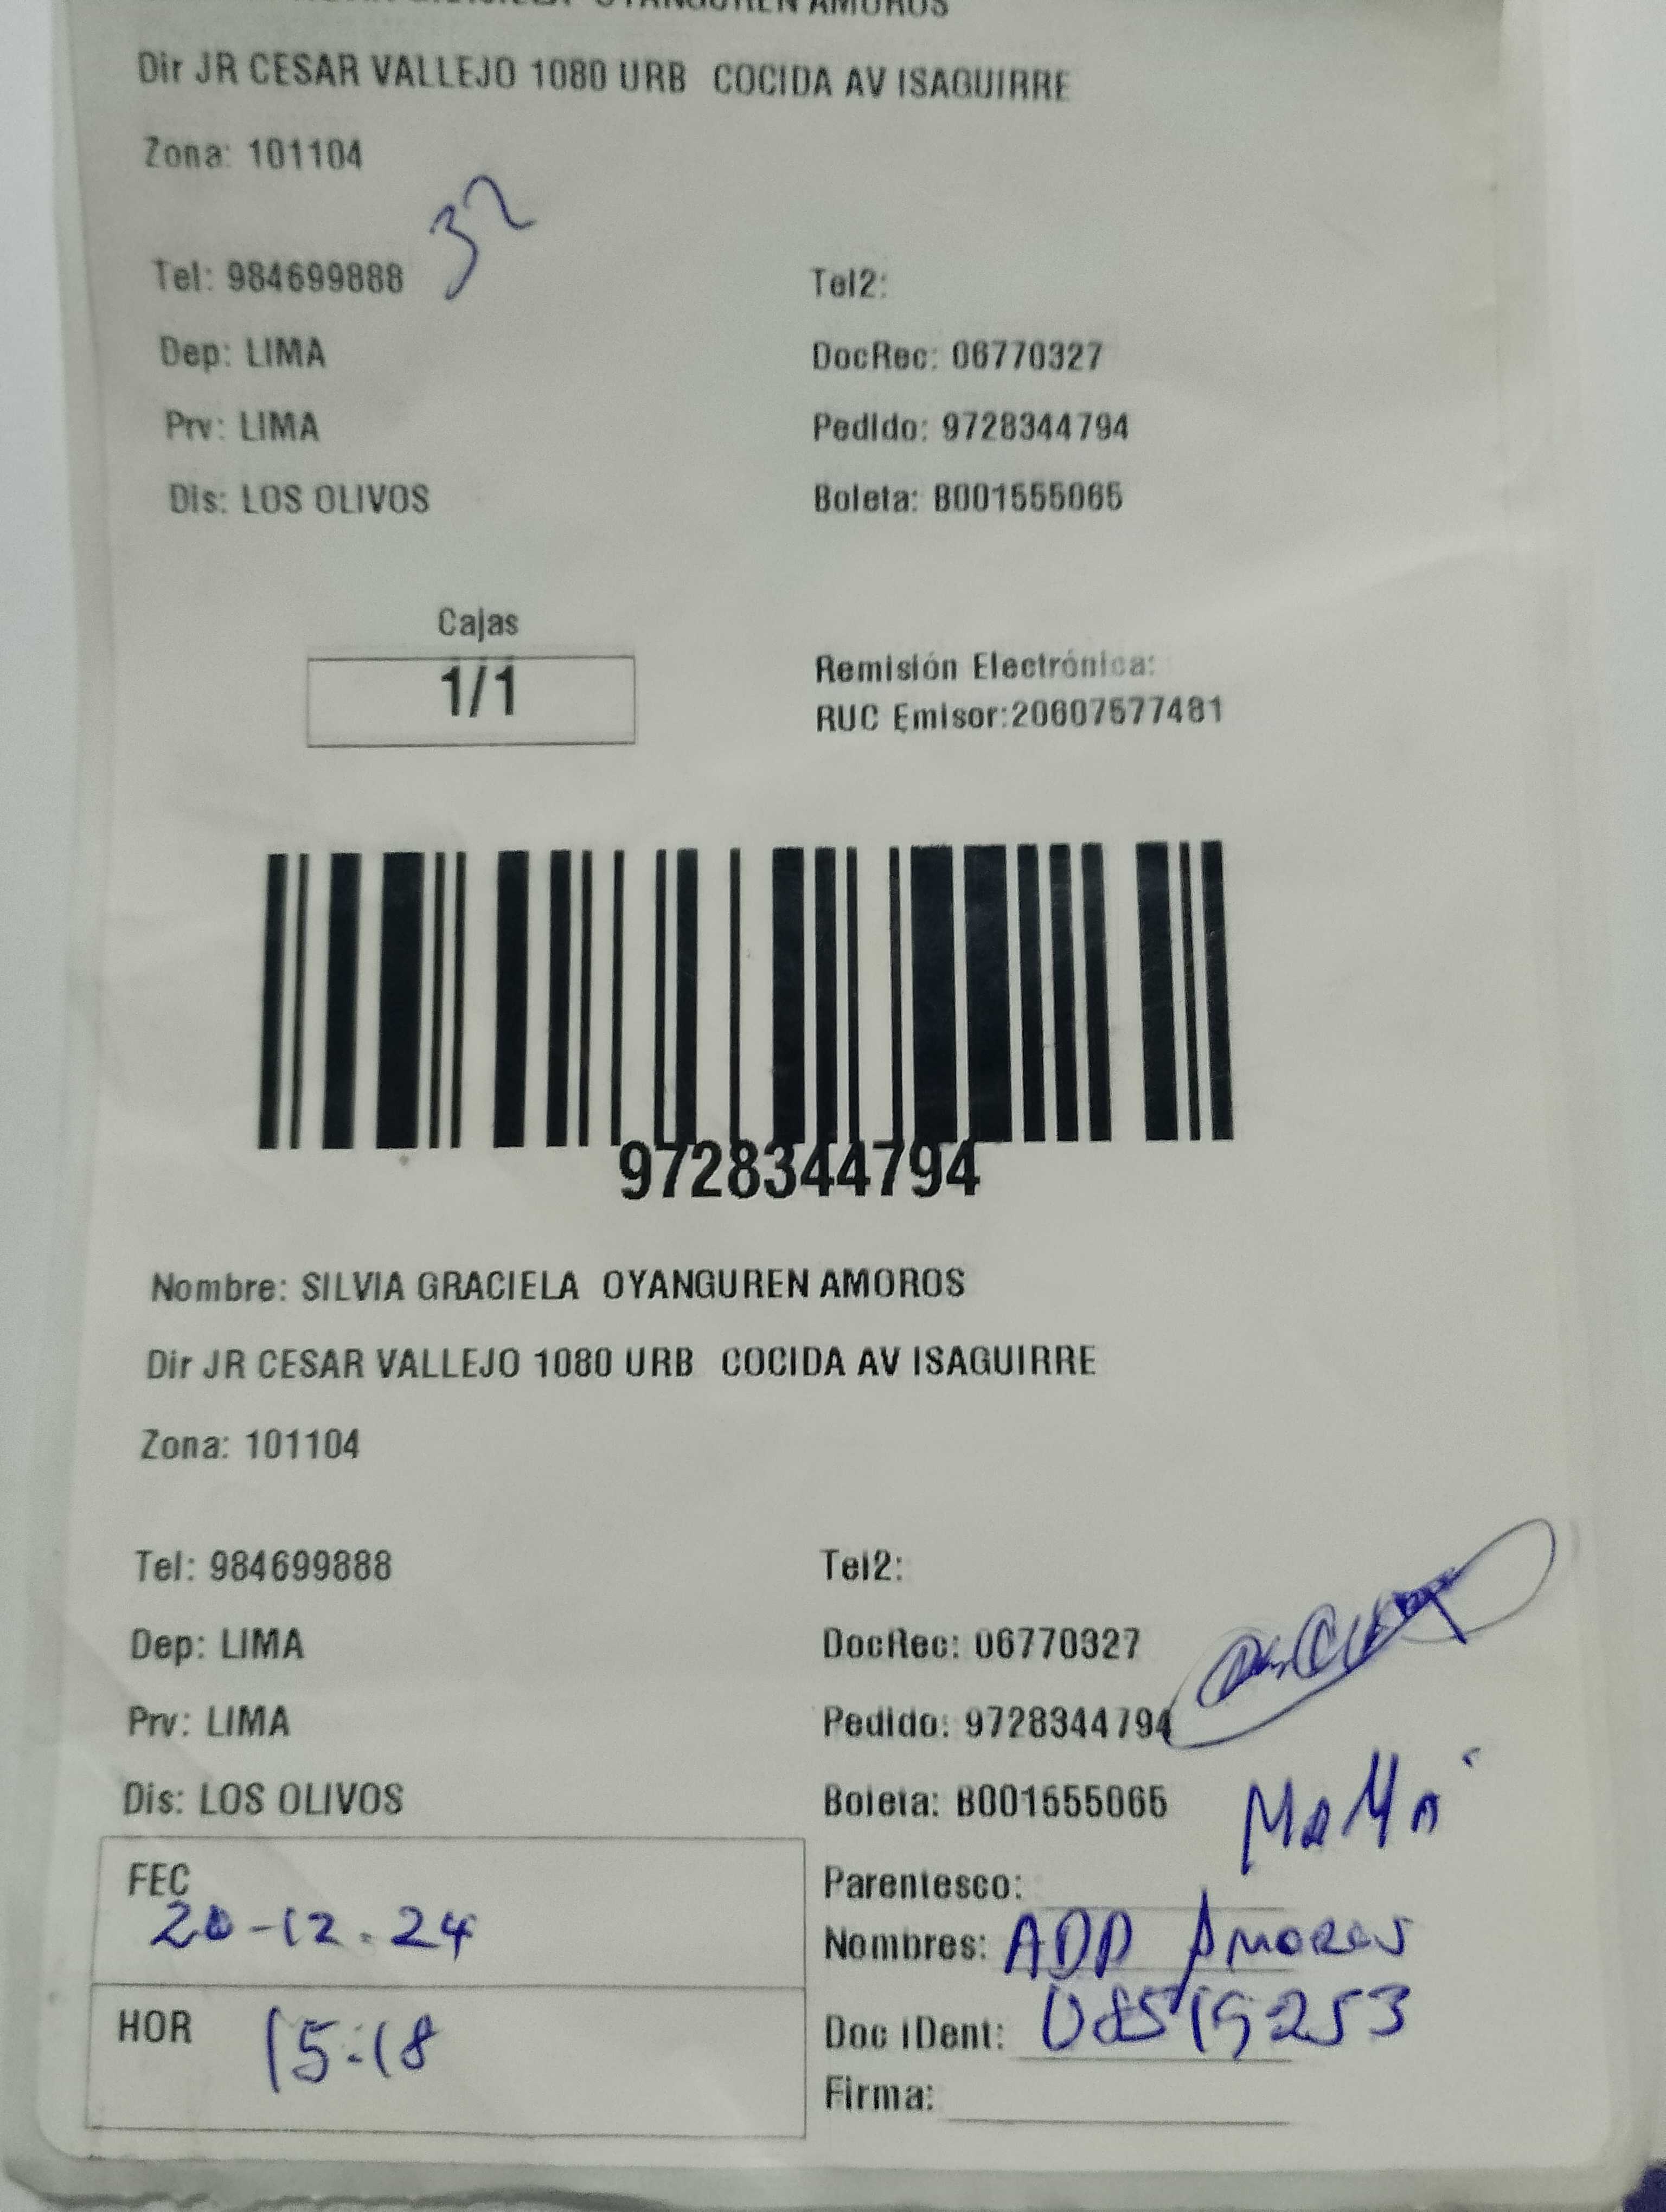 OYANGUREN AMOROS
Dir JR CESAR VALLEJO 1080 URB COCIDA AV ISAGUIRRE
Zona: 101104
32
Tel: 984699888 Tel2:
Dep: LIMA DocRec: 06770327
Prv: LIMA Pedido: 9728344794
Dis: LOS OLIVOS Boleta: B001555065
Cajas
1/1
Remisión Electrónica:
RUC Emisor:20607577481
9728344794
Nombre: SILVIA GRACIELA OYANGUREN AMOROS
Dir JR CESAR VALLEJO 1080 URB COCIDA AV ISAGUIRRE
Zona: 101104
Tel: 984699888 Tel2:
Dep: LIMA DocRec: 06770327
Prv: LIMA Pedido: 9728344794
Dis: LOS OLIVOS Boleta: B001555065
MaMá
FEC
20-12-24
HOR 15:18
Parentesco:
Nombres: ADA Amoros
Doc iDent: 08519253
Firma: